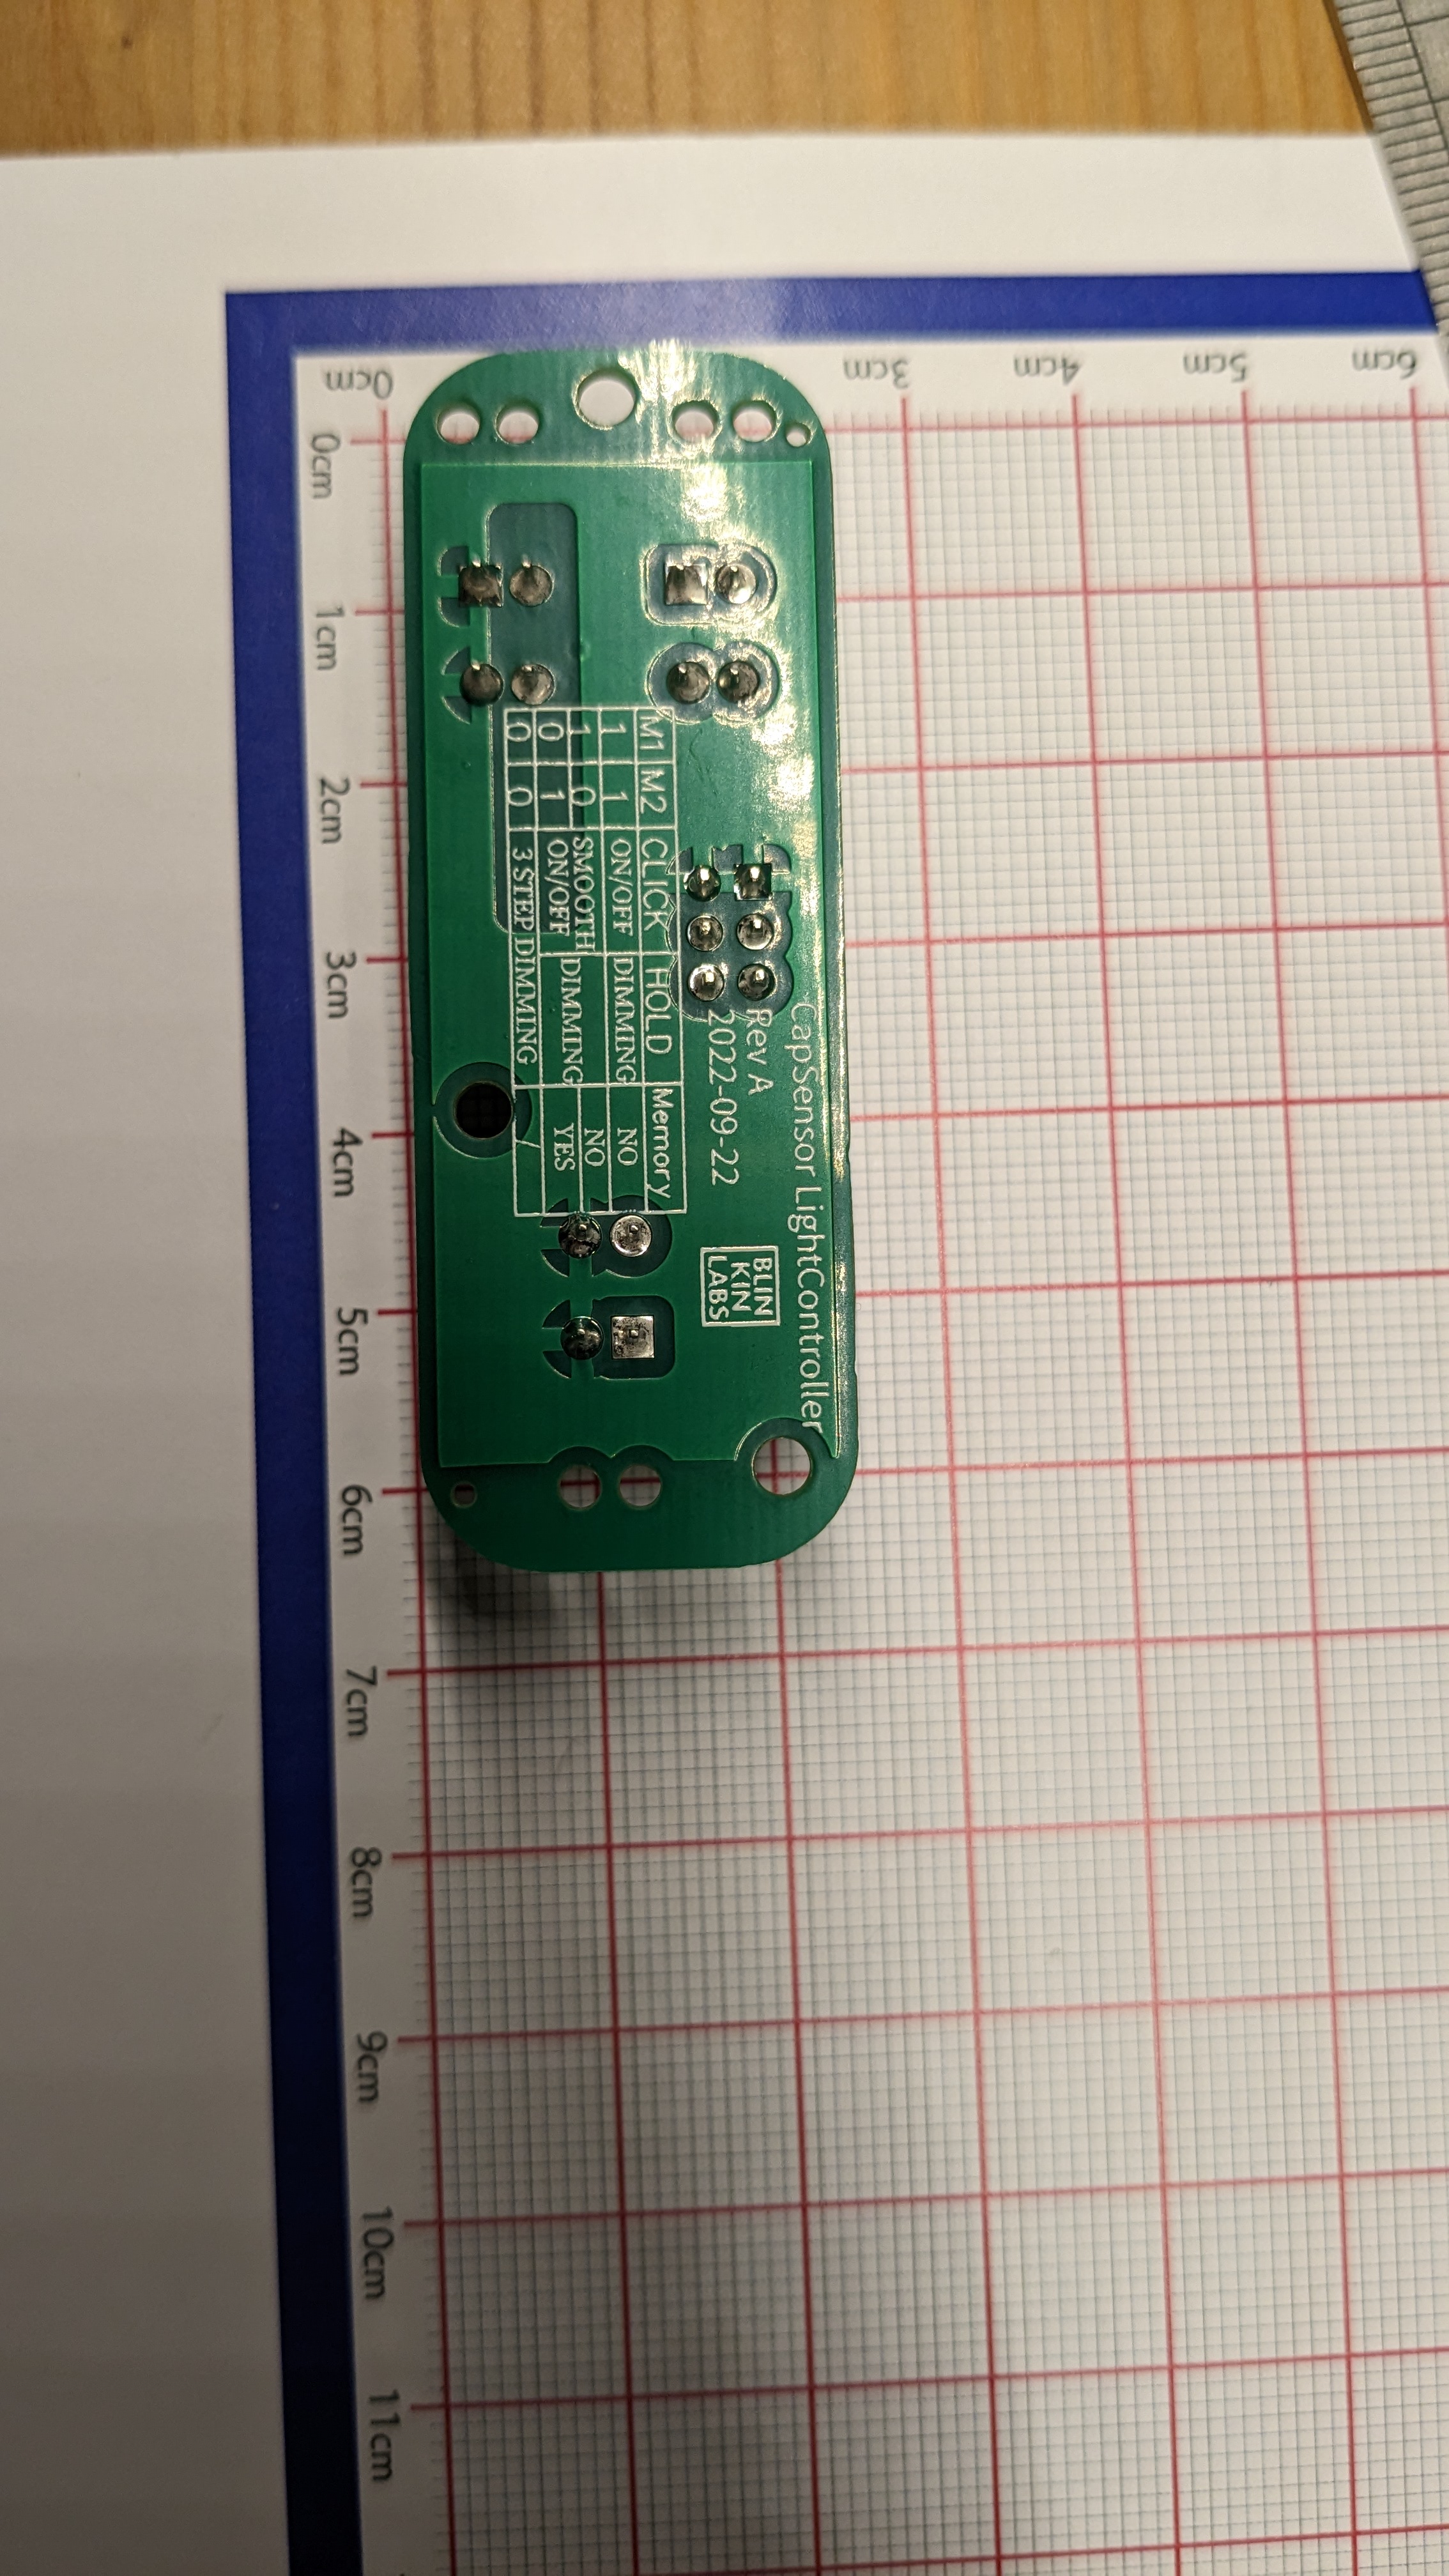 CapSensor LightController
Rev A
2022-09-22
BLIN
KIN
LABS
M1 M2 CLICK HOLD Memory
1 1 ON/OFF DIMMING NO
1 0 SMOOTH ON/OFF DIMMING NO
0 1 YES
0 0 3 STEP DIMMING
0cm
1cm
2cm
3cm
4cm
5cm
6cm
7cm
8cm
9cm
10cm
11cm
0cm
3cm
4cm
5cm
6cm